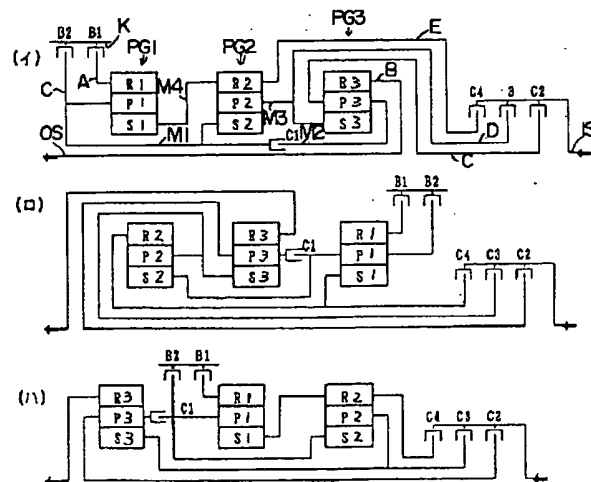 (イ)
B2 B1 K PG1 PG2 PG3 E
C A M4 B
R1 R2 R3
P1 P2 M3 P3
S1 S2 S3
C4 3 C2
OS M1 C1 M2 D IS
C
(ロ)
B1 B2
R2 R3 R1
P2 P3 C1 P1
S2 S3 S1
C4 C3 C2
(ハ)
B2 B1
R3 R1 R2
P3 C1 P1 P2
S3 S1 S2
C4 C3 C2